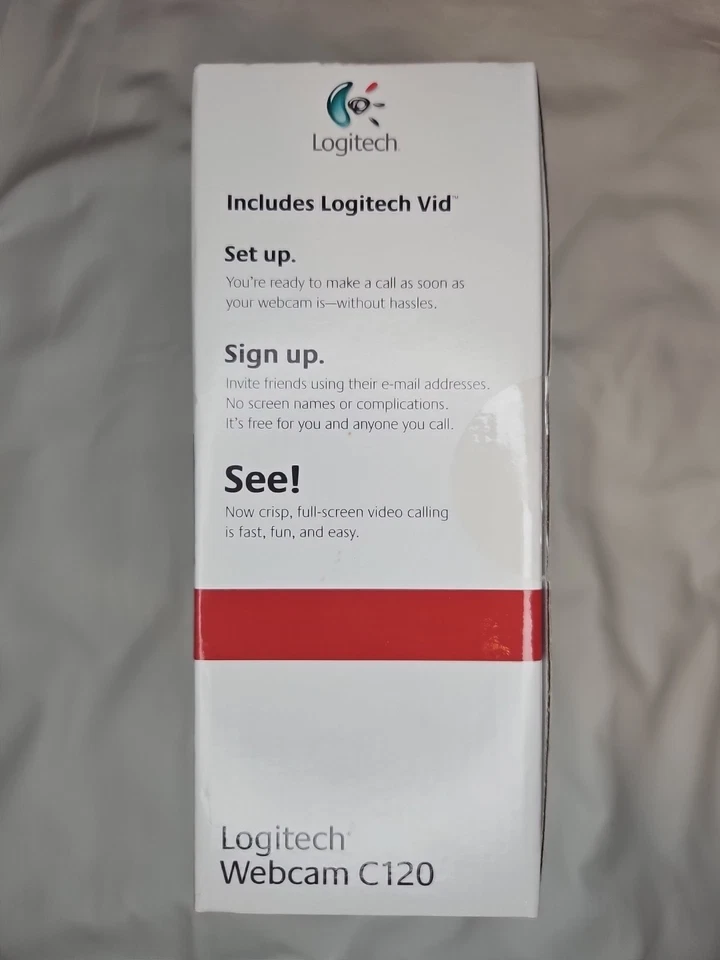 Logitech
Includes Logitech Vid™
Set up.
You're ready to make a call as soon as
your webcam is—without hassles.
Sign up.
Invite friends using their e-mail addresses.
No screen names or complications.
It's free for you and anyone you call.
See!
Now crisp, full-screen video calling
is fast, fun, and easy.
Logitech®
Webcam C120